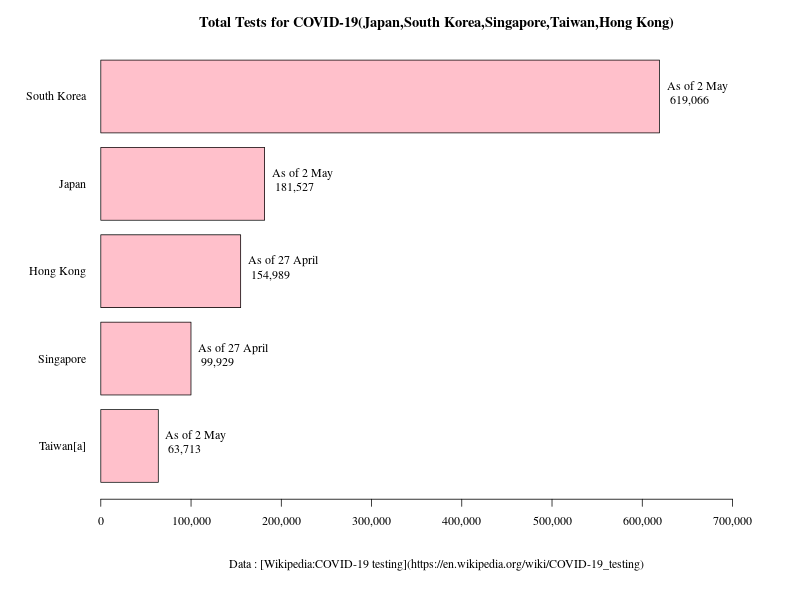 Total Tests for COVID-19(Japan,South Korea,Singapore,Taiwan,Hong Kong)
South Korea
As of 2 May
619,066
Japan
As of 2 May
181,527
Hong Kong
As of 27 April
154,989
Singapore
As of 27 April
99,929
Taiwan[a]
As of 2 May
63,713
0 100,000 200,000 300,000 400,000 500,000 600,000 700,000
Data : [Wikipedia:COVID-19 testing](https://en.wikipedia.org/wiki/COVID-19_testing)